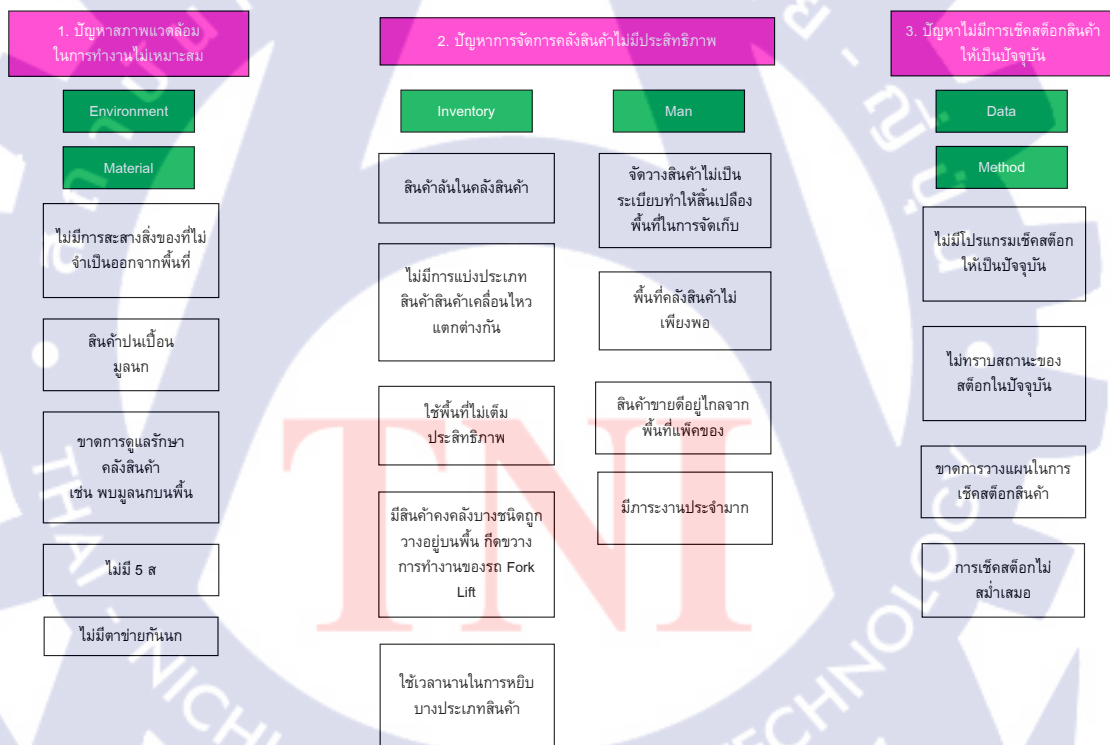 1. ปัญหาสภาพแวดล้อม
ในการทำงานไม่เหมาะสม
Environment
Material
ไม่มีการสะสางสิ่งของที่ไม่
จำเป็นออกจากพื้นที่
สินค้าปนเปื้อน
มูลนก
ขาดการดูแลรักษา
คลังสินค้า
เช่น พบมูลนกบนพื้น
ไม่มี 5 ส
ไม่มีตาข่ายกันนก
2. ปัญหาการจัดการคลังสินค้าไม่มีประสิทธิภาพ
Inventory
สินค้าล้นในคลังสินค้า
ไม่มีการแบ่งประเภท
สินค้าสินค้าเคลื่อนไหว
แตกต่างกัน
ใช้พื้นที่ไม่เต็ม
ประสิทธิภาพ
มีสินค้าคงคลังบางชนิดถูก
วางอยู่บนพื้น กีดขวาง
การทำงานของรถ Fork
Lift
ใช้เวลานานในการหยิบ
บางประเภทสินค้า
Man
จัดวางสินค้าไม่เป็น
ระเบียบทำให้สิ้นเปลือง
พื้นที่ในการจัดเก็บ
พื้นที่คลังสินค้าไม่
เพียงพอ
สินค้าขายดีอยู่ไกลจาก
พื้นที่แพ็คของ
มีภาระงานประจำมาก
3. ปัญหาไม่มีการเช็คสต็อกสินค้า
ให้เป็นปัจจุบัน
Data
Method
ไม่มีโปรแกรมเช็คสต็อก
ให้เป็นปัจจุบัน
ไม่ทราบสถานะของ
สต็อกในปัจจุบัน
ขาดการวางแผนในการ
เช็คสต็อกสินค้า
การเช็คสต็อกไม่
สม่ำเสมอ
TNI
THAI - NICH
TECHNOLOGY